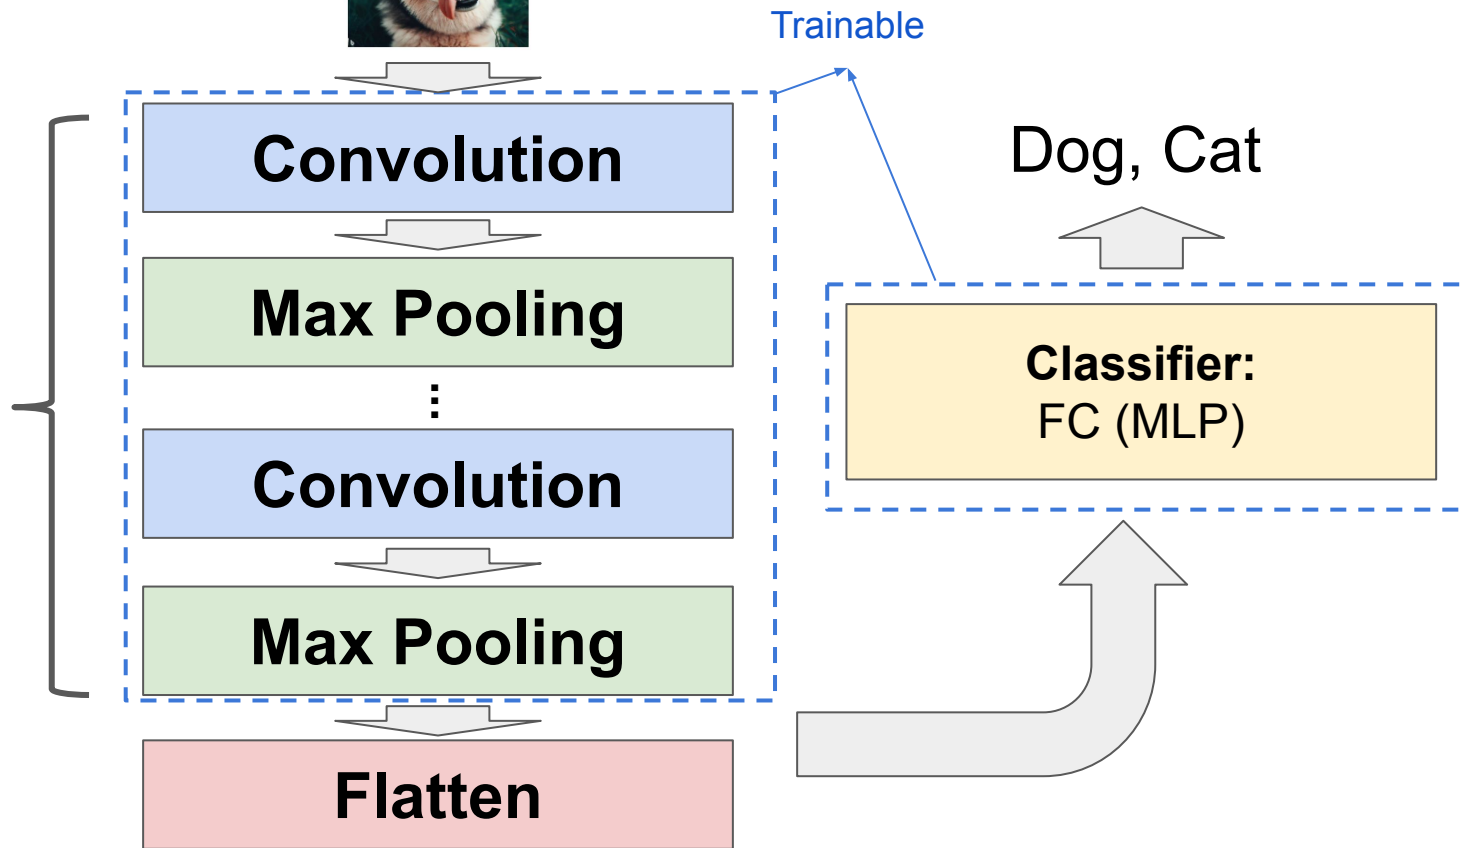 Trainable
Convolution
Max Pooling
...
Convolution
Max Pooling
Flatten
Dog, Cat
Classifier:
FC (MLP)